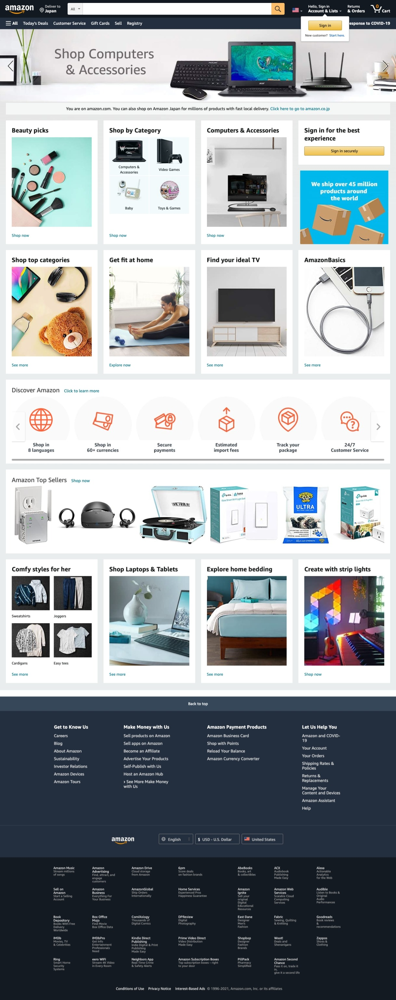 amazon
Deliver to
Japan
All
Hello, Sign in
Account & Lists
Returns
& Orders
0
Cart
All
Today's Deals
Customer Service
Gift Cards
Sell
Registry
esponse to COVID-19
Sign in
New customer? Start here.
Shop Computers
& Accessories
PROLiNK
acer
You are on amazon.com. You can also shop on Amazon Japan for millions of products with fast local delivery. Click here to go to amazon.co.jp
Beauty picks
Shop now
Shop by Category
PREDATOR
Computers &
Accessories
Video Games
Baby
Toys & Games
Shop now
Computers & Accessories
Shop now
Sign in for the best
experience
Sign in securely
We ship over 45 million
products around
the world
Shop top categories
See more
Get fit at home
Explore now
Find your ideal TV
See more
AmazonBasics
See more
Discover Amazon
Click to learn more
Shop in
8 languages
Shop in
60+ currencies
Secure
payments
Estimated
import fees
Track your
package
24/7
Customer Service
Amazon Top Sellers
Shop now
NETGEAR
VICTROLA
tp-link
kasa
Kasa Smart Wi-Fi Light Switch
ULTRA
MULTI-CAT STRENGTH
tp-link
Smart Wi-Fi Plug Mini
Comfy styles for her
Sweatshirts
Joggers
Cardigans
Easy tees
See more
Shop Laptops & Tablets
See more
Explore home bedding
See more
Create with strip lights
Shop now
Back to top
Get to Know Us
Careers
Blog
About Amazon
Sustainability
Investor Relations
Amazon Devices
Amazon Tours
Make Money with Us
Sell products on Amazon
Sell apps on Amazon
Become an Affiliate
Advertise Your Products
Self-Publish with Us
Host an Amazon Hub
› See More Make Money
with Us
Amazon Payment Products
Amazon Business Card
Shop with Points
Reload Your Balance
Amazon Currency Converter
Let Us Help You
Amazon and COVID-
19
Your Account
Your Orders
Shipping Rates &
Policies
Returns &
Replacements
Manage Your
Content and Devices
Amazon Assistant
Help
amazon
English
$ USD - U.S. Dollar
United States
Amazon Music
Stream millions
of songs
Amazon
Advertising
Find, attract, and
engage
customers
Amazon Drive
Cloud storage
from Amazon
6pm
Score deals
on fashion brands
AbeBooks
Books, art
& collectibles
ACX
Audiobook
Publishing
Made Easy
Alexa
Actionable
Analytics
for the Web
Sell on
Amazon
Start a Selling
Account
Amazon
Business
Everything For
Your Business
AmazonGlobal
Ship Orders
Internationally
Home Services
Experienced Pros
Happiness Guarantee
Amazon
Ignite
Sell your
original
Digital
Educational
Resources
Amazon Web
Services
Scalable Cloud
Computing
Services
Audible
Listen to Books &
Original
Audio
Performances
Book
Depository
Books With Free
Delivery
Worldwide
Box Office
Mojo
Find Movie
Box Office Data
ComiXology
Thousands of
Digital Comics
DPReview
Digital
Photography
East Dane
Designer
Men's
Fashion
Fabric
Sewing, Quilting
& Knitting
Goodreads
Book reviews
&
recommendations
IMDb
Movies, TV
& Celebrities
IMDbPro
Get Info
Entertainment
Professionals
Need
Kindle Direct
Publishing
Indie Digital & Print
Publishing
Made Easy
Prime Video Direct
Video Distribution
Made Easy
Shopbop
Designer
Fashion
Brands
Woot!
Deals and
Shenanigans
Zappos
Shoes &
Clothing
Ring
Smart Home
Security
Systems
eero WiFi
Stream 4K Video
in Every Room
Neighbors App
Real-Time Crime
& Safety Alerts
Amazon Subscription Boxes
Top subscription boxes – right
to your door
PillPack
Pharmacy
Simplified
Amazon Second
Chance
Pass it on, trade it
in,
give it a second life
Conditions of Use
Privacy Notice
Interest-Based Ads
© 1996-2021, Amazon.com, Inc. or its affiliates